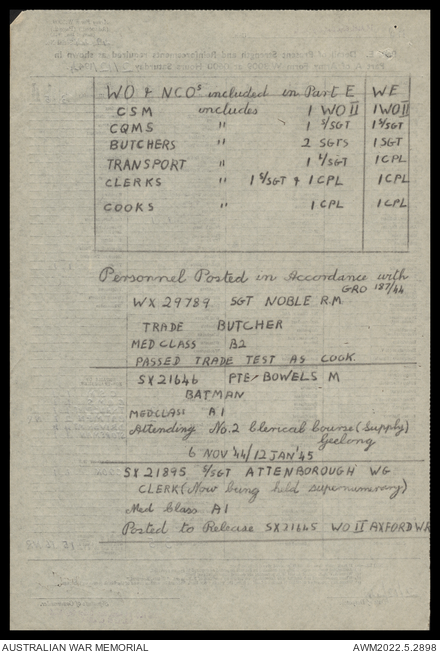 WO & NCOs included in Part E WE
CSM includes 1 WO II 1 WO II
CQMS " 1 S/SGT 1 S/SGT
BUTCHERS " 2 SGTS 1 SGT
TRANSPORT " 1 L/SGT 1 CPL
CLERKS " 1 S/SGT & 1 CPL 1 CPL
COOKS " 1 CPL 1 CPL
Personnel Posted in Accordance with
GRO 187/44
WX 29789 SGT NOBLE R.M.
TRADE BUTCHER
MED CLASS B2
PASSED TRADE TEST AS COOK.
SX21646 PTE BOWELS M
BATMAN
MEDCLASS A1
Attending No.2 Clerical Course (Supply)
Geelong
6 NOV '44/12 JAN '45
SX 21895 S/SGT ATTENBOROUGH WG
CLERK (Now being held supernumerary)
Med Class A1
Posted to Release SX21645 WO II AXFORD WR
AUSTRALIAN WAR MEMORIAL AWM2022.5.2898